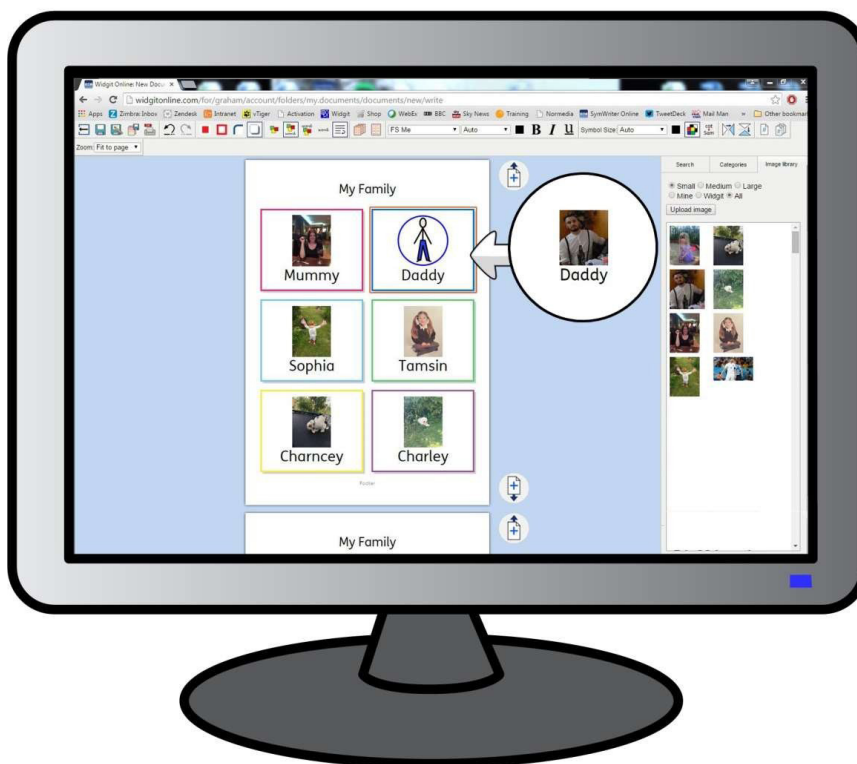 Widgit Online: New Docu
widgitonline.com/for/graham/account/folders/my.documents/documents/new/write
Apps Zimbra: Inbox Zendesk Intranet vTiger Activation Widgit Shop WebEx BBC Sky News Training Normedia SymWriter Online TweetDeck Mail Man » Other bookmar
FS Me Auto B I U Symbol Size: Auto
Zoom: Fit to page
Search Categories Image library
Small Medium Large
Mine Widgit All
Upload image
My Family
Mummy Daddy
Daddy
Sophia Tamsin
Charncey Charley
Footer
My Family